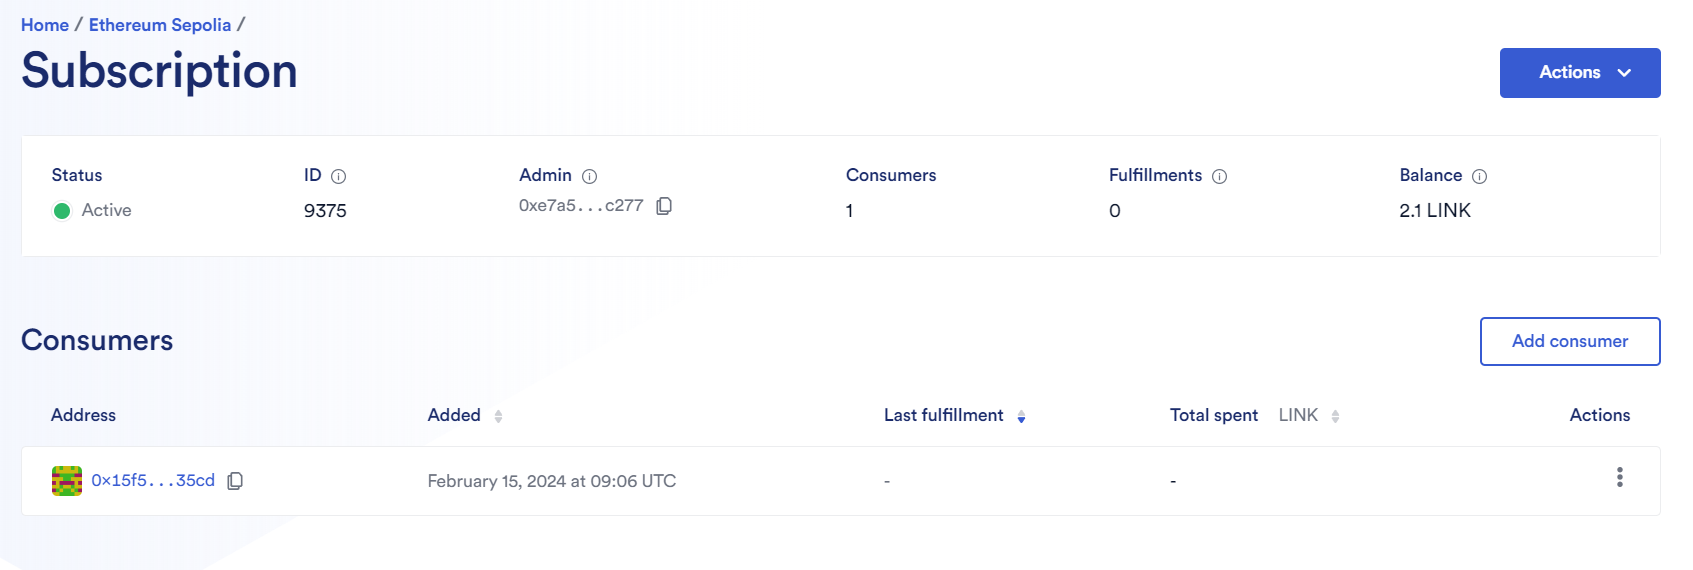 Home / Ethereum Sepolia /
Subscription
Actions
Status ID Admin Consumers Fulfillments Balance
Active 9375 0xe7a5...c277 1 0 2.1 LINK
Consumers
Add consumer
Address Added Last fulfillment Total spent LINK Actions
0x15f5...35cd February 15, 2024 at 09:06 UTC - -